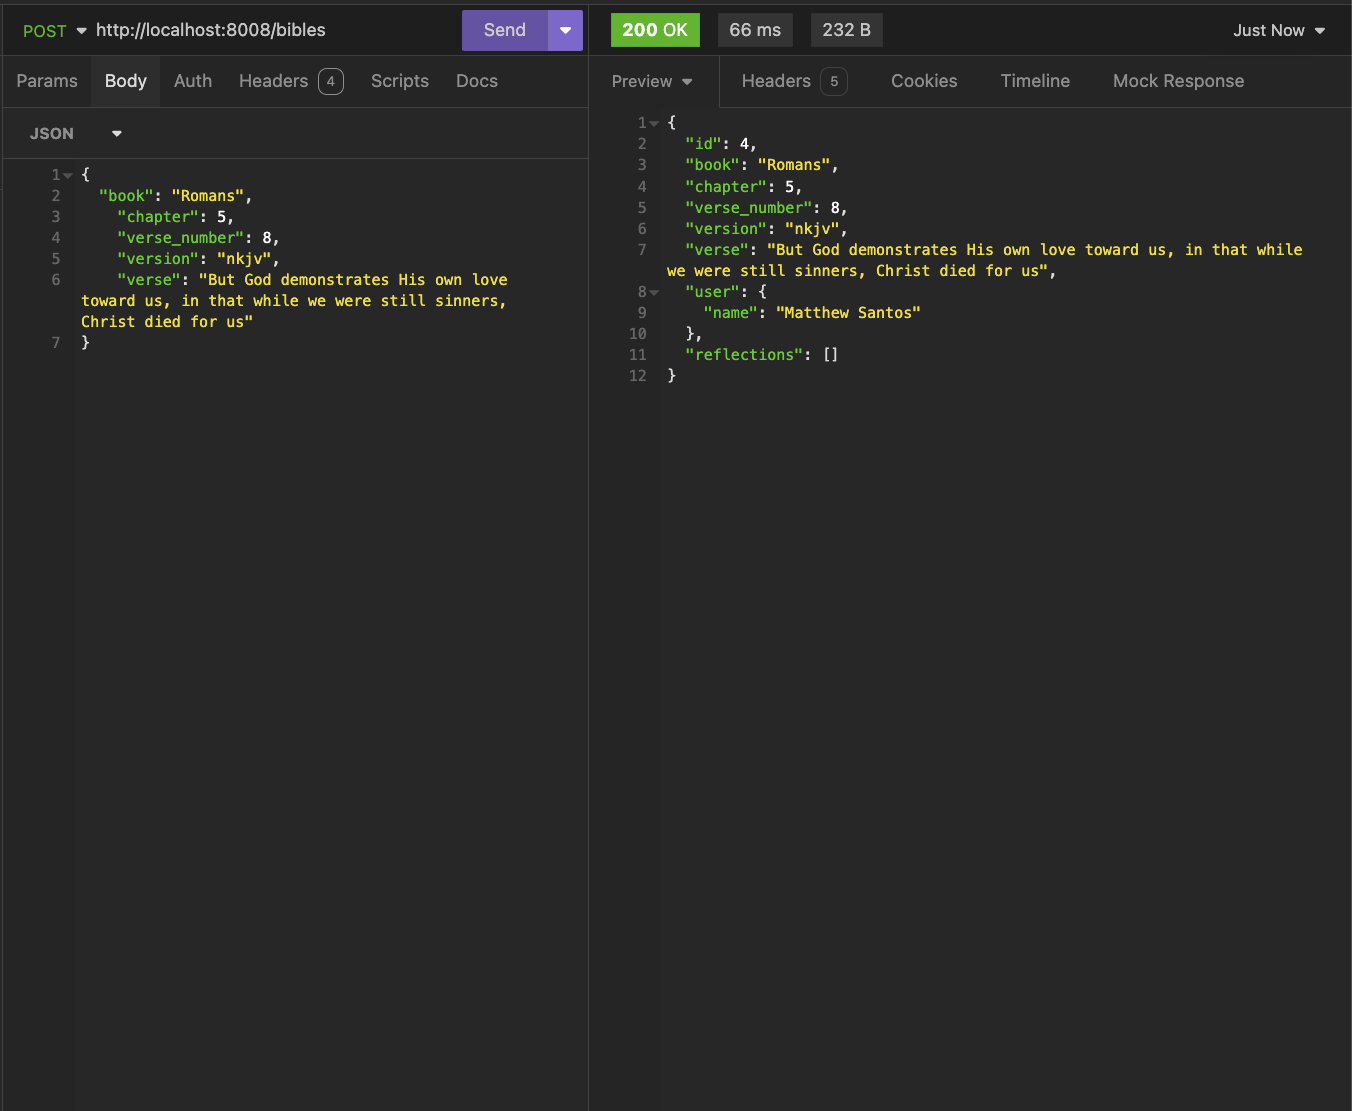 POST http://localhost:8008/bibles Send
200 OK 66 ms 232 B Just Now
Params Body Auth Headers 4 Scripts Docs
Preview Headers 5 Cookies Timeline Mock Response
JSON
1 {
2 "book": "Romans",
3 "chapter": 5,
4 "verse_number": 8,
5 "version": "nkjv",
6 "verse": "But God demonstrates His own love
toward us, in that while we were still sinners,
Christ died for us"
7 }
1 {
2 "id": 4,
3 "book": "Romans",
4 "chapter": 5,
5 "verse_number": 8,
6 "version": "nkjv",
7 "verse": "But God demonstrates His own love toward us, in that while
we were still sinners, Christ died for us",
8 "user": {
9 "name": "Matthew Santos"
10 },
11 "reflections": []
12 }